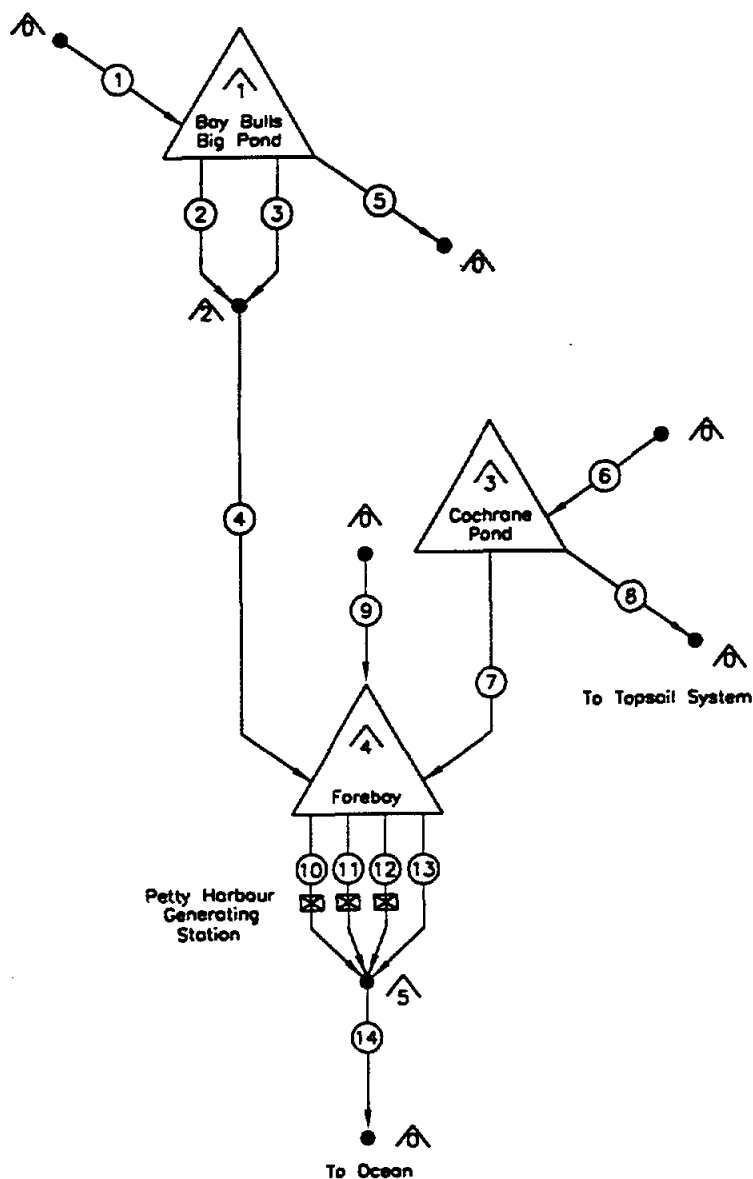 0
1
1
Bay Bulls
Big Pond
2
3
5
0
2
0
6
3
Cochrane
Pond
4
0
8
9
0
7
To Topsail System
4
Forebay
10
11
12
13
Petty Harbour
Generating
Station
5
14
0
To Ocean